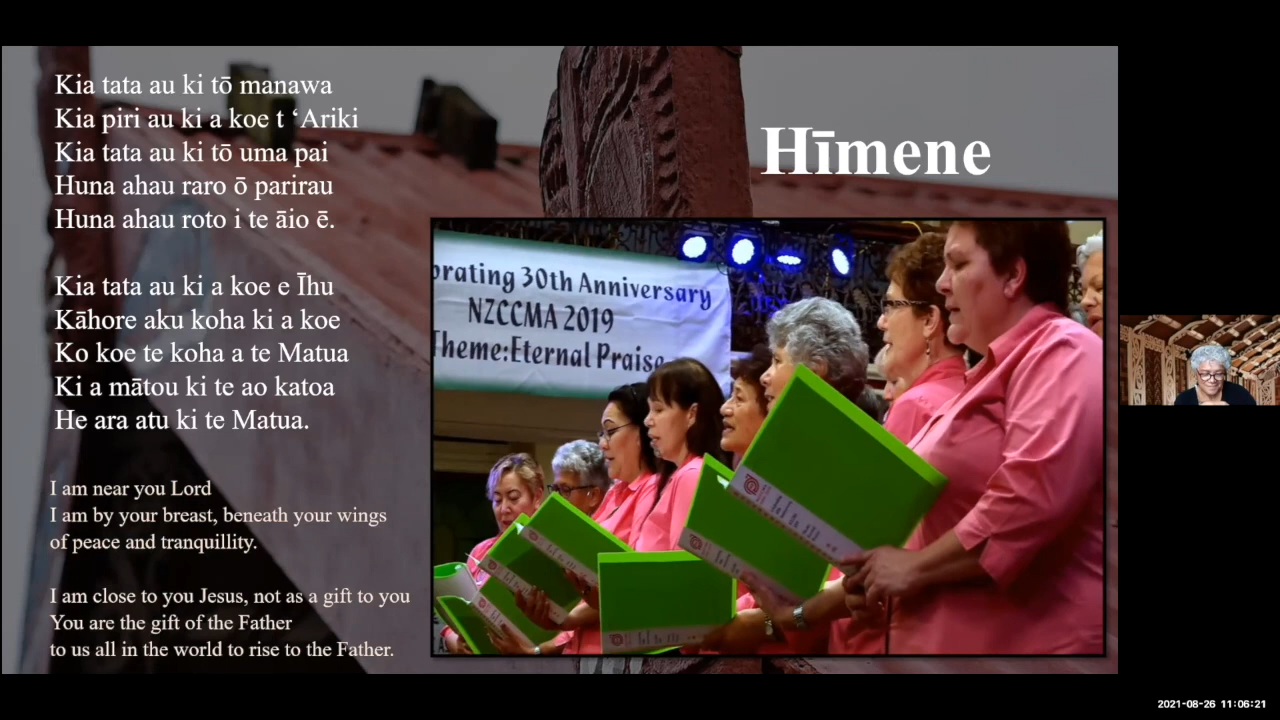 Kia tata au ki tō manawa
Kia piri au ki a koe t ‘Ariki
Kia tata au ki tō uma pai
Huna ahau raro ō parirau
Huna ahau roto i te āio ē.
Kia tata au ki a koe e Īhu
Kāhore aku koha ki a koe
Ko koe te koha a te Matua
Ki a mātou ki te ao katoa
He ara atu ki te Matua.
I am near you Lord
I am by your breast, beneath your wings
of peace and tranquillity.
I am close to you Jesus, not as a gift to you
You are the gift of the Father
to us all in the world to rise to the Father.
Hīmene
brating 30th Anniversary
NZCCMA 2019
Theme:Eternal Praise
2021-08-26 11:06:21